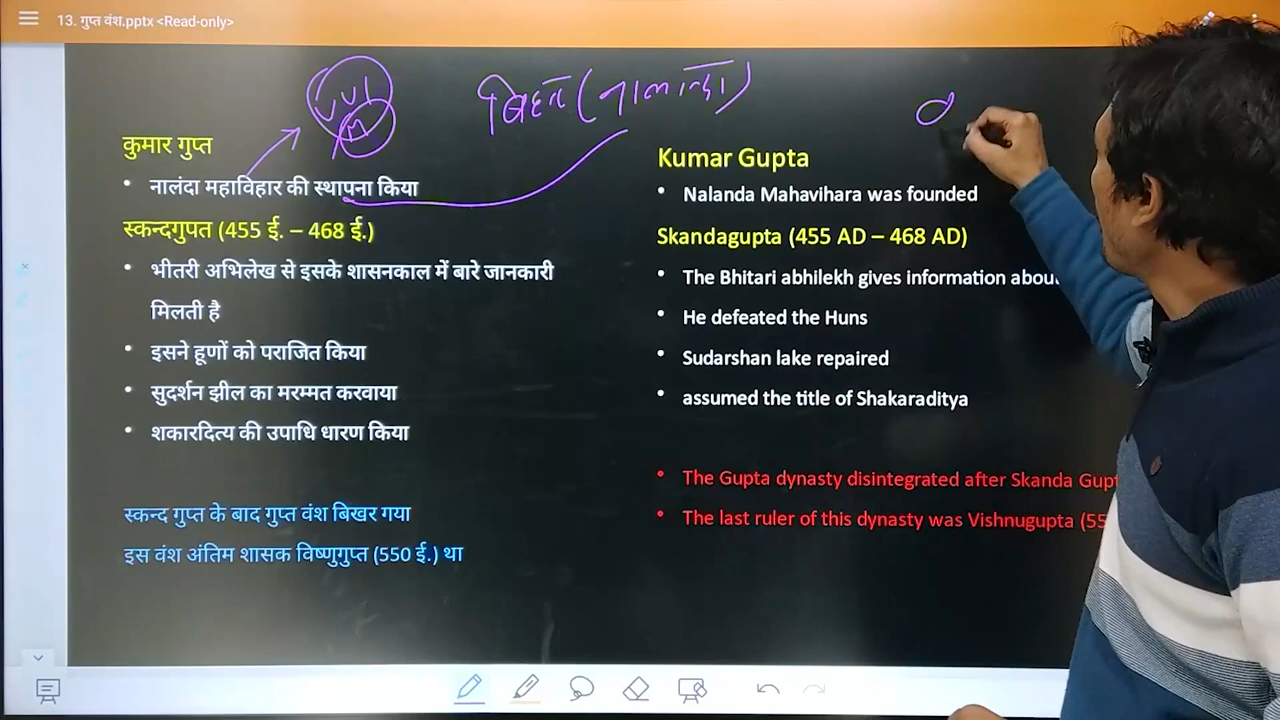 13. गुप्त वंश.pptx <Read-only>
बिहार (नालन्दा)
कुमार गुप्त
• नालंदा महाविहार की स्थापना किया
स्कन्दगुपत (455 ई. – 468 ई.)
• भीतरी अभिलेख से इसके शासनकाल में बारे जानकारी
मिलती है
• इसने हूणों को पराजित किया
• सुदर्शन झील का मरम्मत करवाया
• शकारदित्य की उपाधि धारण किया
स्कन्द गुप्त के बाद गुप्त वंश बिखर गया
इस वंश अंतिम शासक विष्णुगुप्त (550 ई.) था
Kumar Gupta
• Nalanda Mahavihara was founded
Skandagupta (455 AD – 468 AD)
• The Bhitari abhilekh gives information abou
• He defeated the Huns
• Sudarshan lake repaired
• assumed the title of Shakaraditya
• The Gupta dynasty disintegrated after Skanda Gupt
• The last ruler of this dynasty was Vishnugupta (55